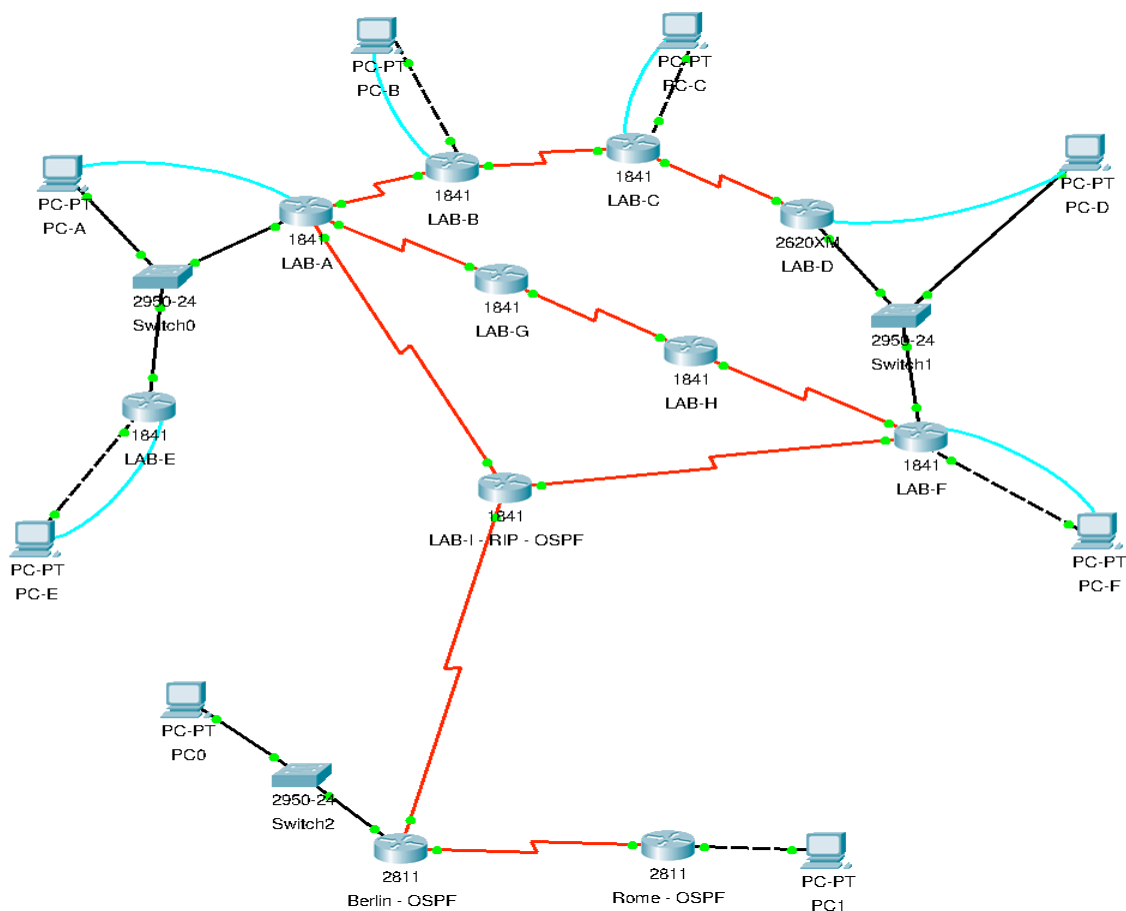 PC-PT
PC-B
PC-PT
PC-C
1841
LAB-B
1841
LAB-C
PC-PT
PC-A
PC-PT
PC-D
1841
LAB-A
2620XM
LAB-D
2950-24
Switch0
1841
LAB-G
2950-24
Switch1
1841
LAB-H
1841
LAB-E
1841
LAB-F
1841
LAB-I - RIP - OSPF
PC-PT
PC-E
PC-PT
PC-F
PC-PT
PC0
2950-24
Switch2
2811
Berlin - OSPF
2811
Rome - OSPF
PC-PT
PC1